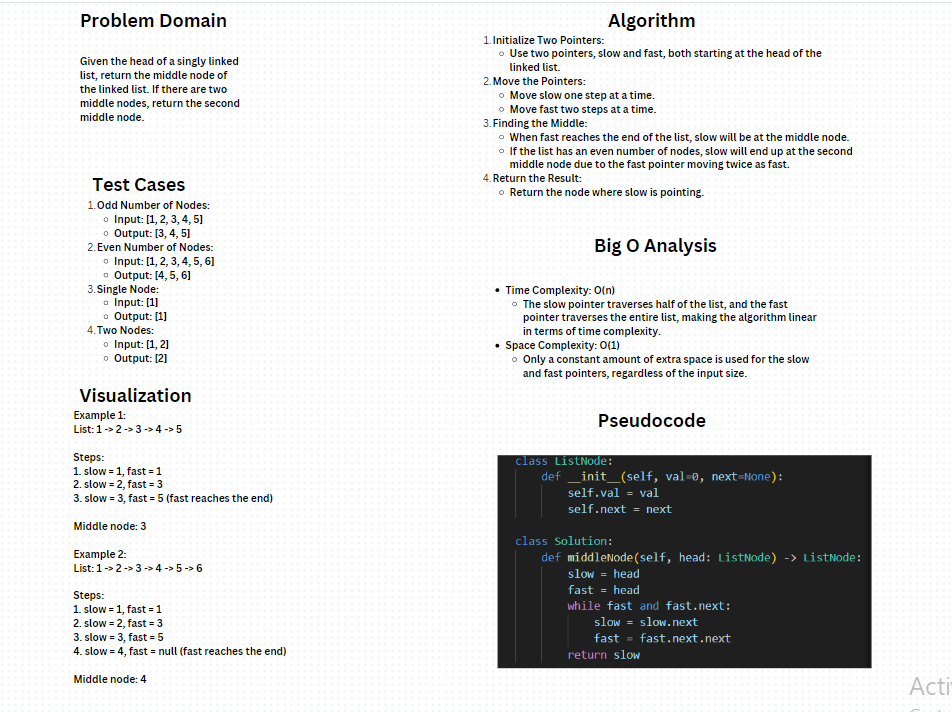 Problem Domain
Given the head of a singly linked
list, return the middle node of
the linked list. If there are two
middle nodes, return the second
middle node.
Test Cases
1. Odd Number of Nodes:
○ Input: [1, 2, 3, 4, 5]
○ Output: [3, 4, 5]
2. Even Number of Nodes:
○ Input: [1, 2, 3, 4, 5, 6]
○ Output: [4, 5, 6]
3. Single Node:
○ Input: [1]
○ Output: [1]
4. Two Nodes:
○ Input: [1, 2]
○ Output: [2]
Visualization
Example 1:
List: 1 -> 2 -> 3 -> 4 -> 5
Steps:
1. slow = 1, fast = 1
2. slow = 2, fast = 3
3. slow = 3, fast = 5 (fast reaches the end)
Middle node: 3
Example 2:
List: 1 -> 2 -> 3 -> 4 -> 5 -> 6
Steps:
1. slow = 1, fast = 1
2. slow = 2, fast = 3
3. slow = 3, fast = 5
4. slow = 4, fast = null (fast reaches the end)
Middle node: 4
Algorithm
1. Initialize Two Pointers:
○ Use two pointers, slow and fast, both starting at the head of the
linked list.
2. Move the Pointers:
○ Move slow one step at a time.
○ Move fast two steps at a time.
3. Finding the Middle:
○ When fast reaches the end of the list, slow will be at the middle node.
○ If the list has an even number of nodes, slow will end up at the second
middle node due to the fast pointer moving twice as fast.
4. Return the Result:
○ Return the node where slow is pointing.
Big O Analysis
• Time Complexity: O(n)
○ The slow pointer traverses half of the list, and the fast
pointer traverses the entire list, making the algorithm linear
in terms of time complexity.
• Space Complexity: O(1)
○ Only a constant amount of extra space is used for the slow
and fast pointers, regardless of the input size.
Pseudocode
class ListNode:
def __init__(self, val=0, next=None):
self.val = val
self.next = next
class Solution:
def middleNode(self, head: ListNode) -> ListNode:
slow = head
fast = head
while fast and fast.next:
slow = slow.next
fast = fast.next.next
return slow
Acti